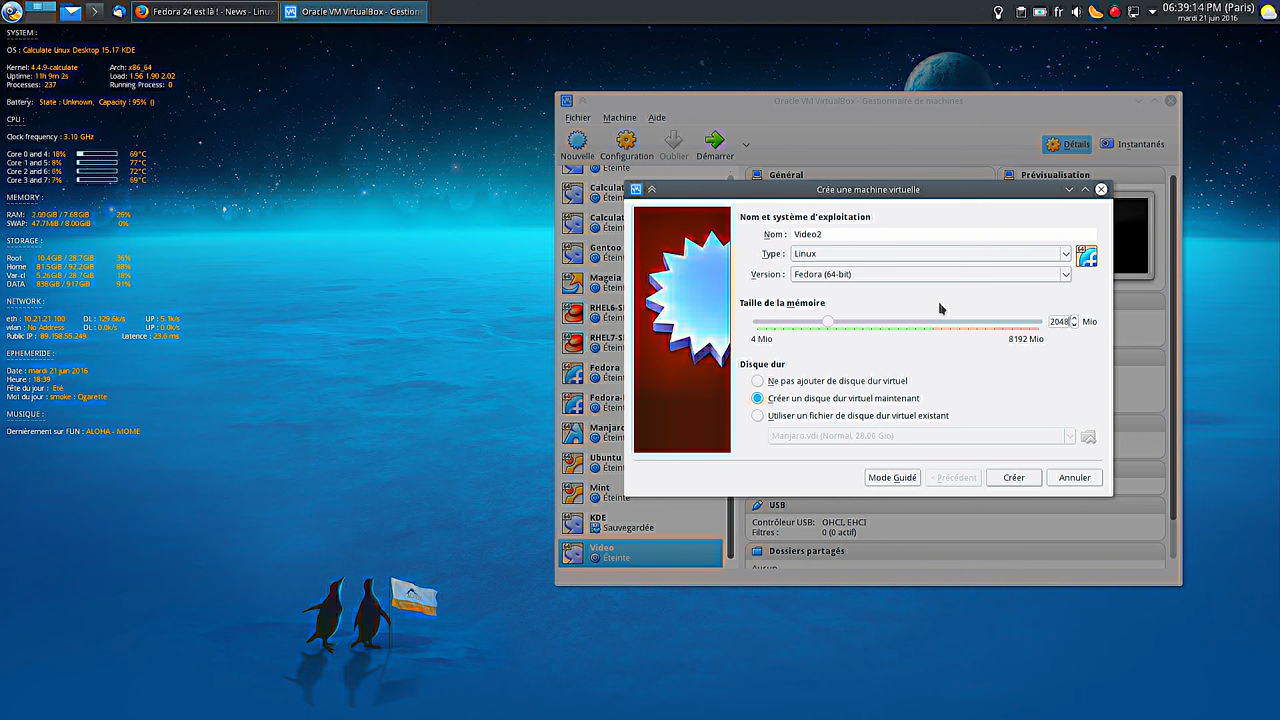 Fedora 24 est là ! - News - Linux
Oracle VM VirtualBox - Gestionn
fr
06:39:14 PM (Paris)
mardi 21 juin 2016
SYSTEM :
OS : Calculate Linux Desktop 15.17 KDE
Kernel: 4.4.9-calculate Arch: x86_64
Uptime: 11h 9m 2s Load: 1.56 1.90 2.02
Processes: 237 Running Process: 0
Battery: State : Unknown, Capacity : 95% ()
CPU :
Clock frequency : 3.10 GHz
Core 0 and 4: 18% 69°C
Core 1 and 5: 8% 77°C
Core 2 and 6: 6% 72°C
Core 3 and 7: 7% 69°C
MEMORY :
RAM: 2.00GiB / 7.68GiB 26%
SWAP: 47.7MiB / 8.00GiB 0%
STORAGE :
Root 10.4GiB / 28.7GiB 36%
Home 81.5GiB / 92.2GiB 88%
Var-cl 5.26GiB / 28.7GiB 18%
DATA 838GiB / 917GiB 91%
NETWORK :
eth : 10.21.21.100 DL : 129.6k/s UP : 5.1k/s
wlan : No Address DL : 0.0k/s UP : 0.0k/s
Public IP : 89.158.55.249 Latence : 23.6 ms
EPHEMERIDE :
Date : mardi 21 juin 2016
Heure : 18:39
Fête du jour : Eté
Mot du jour : smoke : Cigarette
MUSIQUE :
Dernièrement sur FUN : ALOHA - MOME
Oracle VM VirtualBox - Gestionnaire de machines
Fichier Machine Aide
Nouvelle Configuration Oublier Démarrer Détails Instantanés
Éteinte
Calculat
Éteinte
Calculat
Éteinte
Gentoo
Éteinte
Mageia
Éteinte
RHEL6-S
Éteinte
RHEL7-S
Éteinte
Fedora
Éteinte
Fedora-
Éteinte
Manjaro
Éteinte
Ubuntu
Éteinte
Mint
Éteinte
KDE
Sauvegardée
Video
Éteinte
Général Prévisualisation
Crée une machine virtuelle
Nom et système d'exploitation
Nom : Video2
Type : Linux
Version : Fedora (64-bit)
Taille de la mémoire
2048 Mio
4 Mio 8192 Mio
Disque dur
Ne pas ajouter de disque dur virtuel
Créer un disque dur virtuel maintenant
Utiliser un fichier de disque dur virtuel existant
Manjaro.vdi (Normal, 28.00 Gio)
Mode Guidé < Précédent Créer Annuler
USB
Contrôleur USB: OHCI, EHCI
Filtres : 0 (0 actif)
Dossiers partagés
Aucun